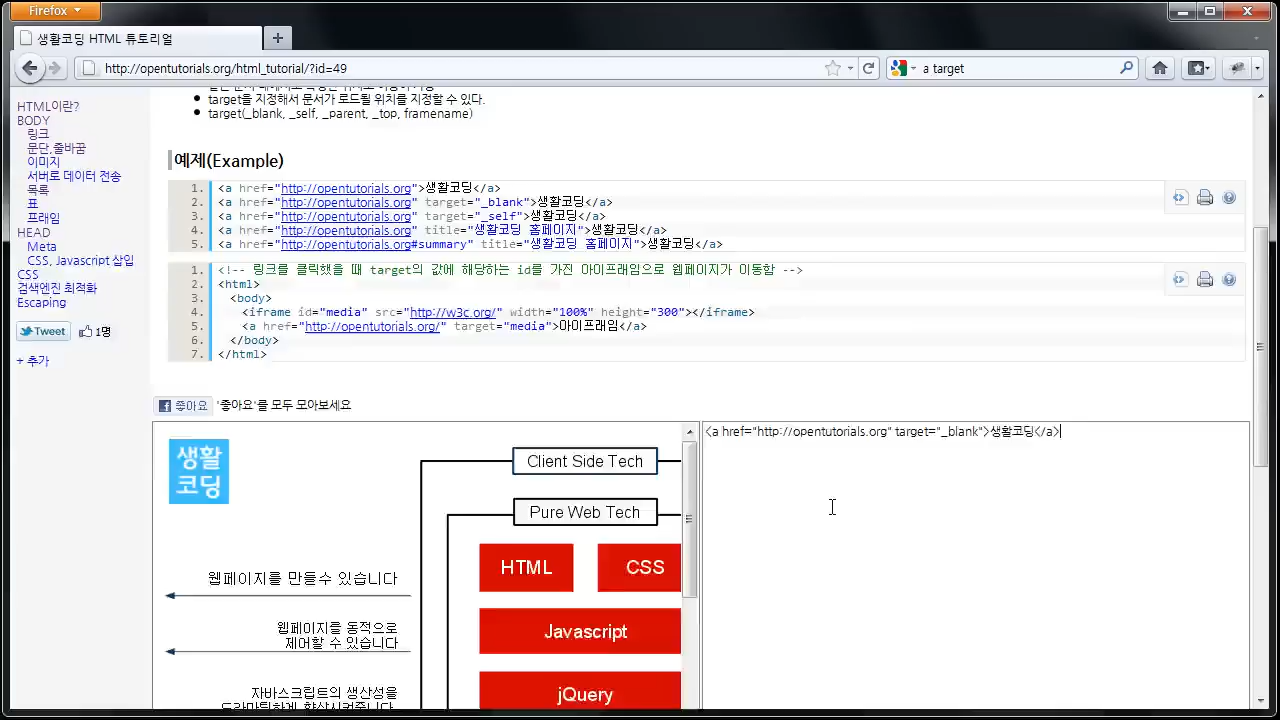 Firefox
생활코딩 HTML 튜토리얼
http://opentutorials.org/html_tutorial/?id=49
a target
HTML이란?
BODY
링크
문단,줄바꿈
이미지
서버로 데이터 전송
목록
표
프래임
HEAD
Meta
CSS, Javascript 삽입
CSS
검색엔진 최적화
Escaping
Tweet
1명
+ 추가
target을 지정해서 문서가 로드될 위치를 지정할 수 있다.
target(_blank, _self, _parent, _top, framename)
예제(Example)
1. <a href="http://opentutorials.org">생활코딩</a>
2. <a href="http://opentutorials.org" target="_blank">생활코딩</a>
3. <a href="http://opentutorials.org" target="_self">생활코딩</a>
4. <a href="http://opentutorials.org" title="생활코딩 홈페이지">생활코딩</a>
5. <a href="http://opentutorials.org#summary" title="생활코딩 홈페이지">생활코딩</a>
1. <!-- 링크를 클릭했을 때 target의 값에 해당하는 id를 가진 아이프래임으로 웹페이지가 이동함 -->
2. <html>
3. <body>
4. <iframe id="media" src="http://w3c.org/" width="100%" height="300"></iframe>
5. <a href="http://opentutorials.org/" target="media">아이프래임</a>
6. </body>
7. </html>
좋아요 '좋아요'를 모두 모아보세요
생활
코딩
Client Side Tech
Pure Web Tech
HTML
CSS
웹페이지를 만들수 있습니다
웹페이지를 동적으로
제어할 수 있습니다
Javascript
자바스크립트의 생산성을
jQuery
<a href="http://opentutorials.org" target="_blank">생활코딩</a>